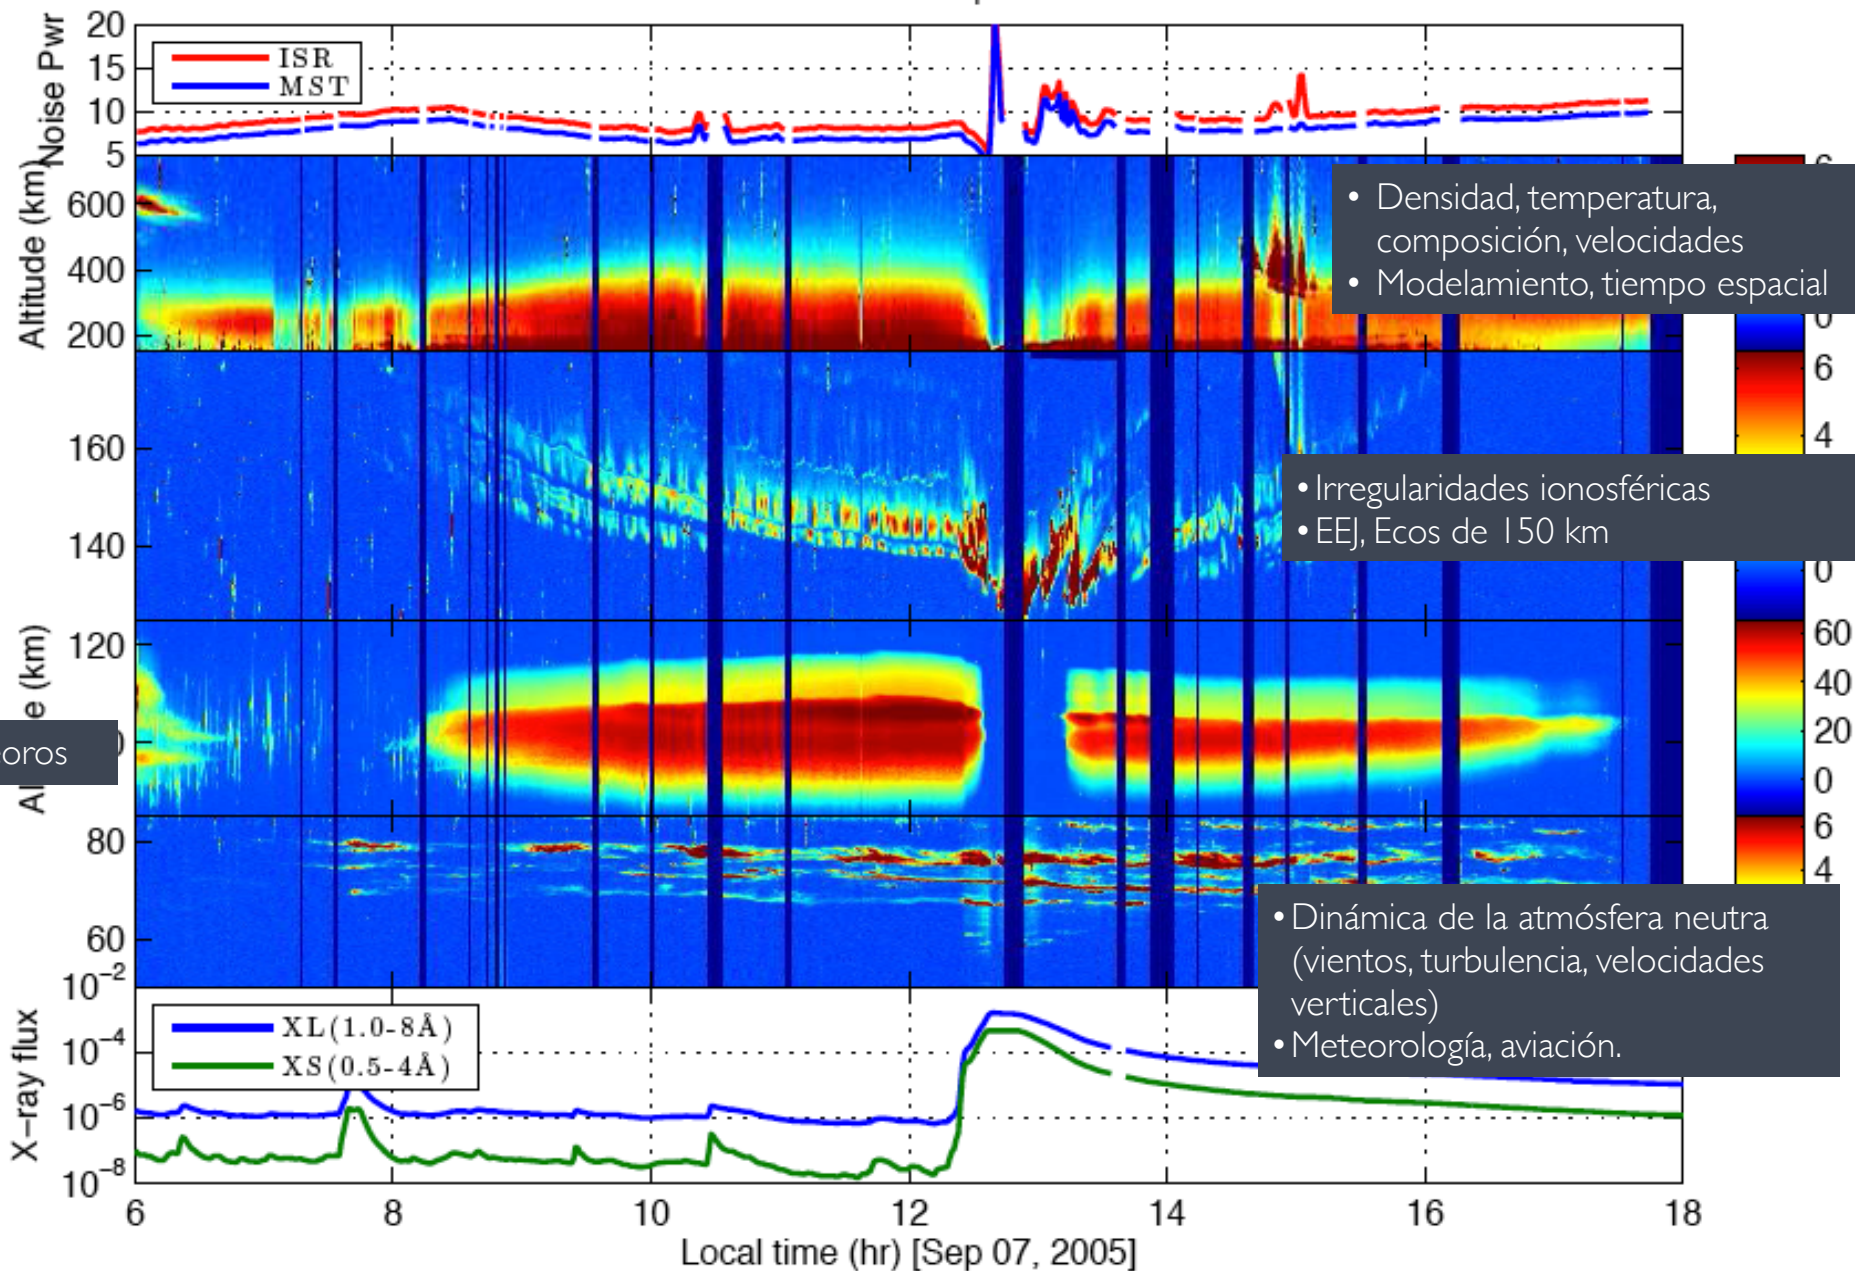 20
15
10
5
Noise Pwr
ISR
MST
600
400
200
Altitude (km)
6
0
• Densidad, temperatura,
composición, velocidades
• Modelamiento, tiempo espacial
160
140
6
4
0
• Irregularidades ionosféricas
• EEJ, Ecos de 150 km
120
(km)
60
40
20
0
80
60
6
4
• Dinámica de la atmósfera neutra
(vientos, turbulencia, velocidades
verticales)
• Meteorología, aviación.
X-ray flux
10⁻²
10⁻⁴
10⁻⁶
10⁻⁸
XL(1.0-8Å)
XS(0.5-4Å)
6 8 10 12 14 16 18
Local time (hr) [Sep 07, 2005]